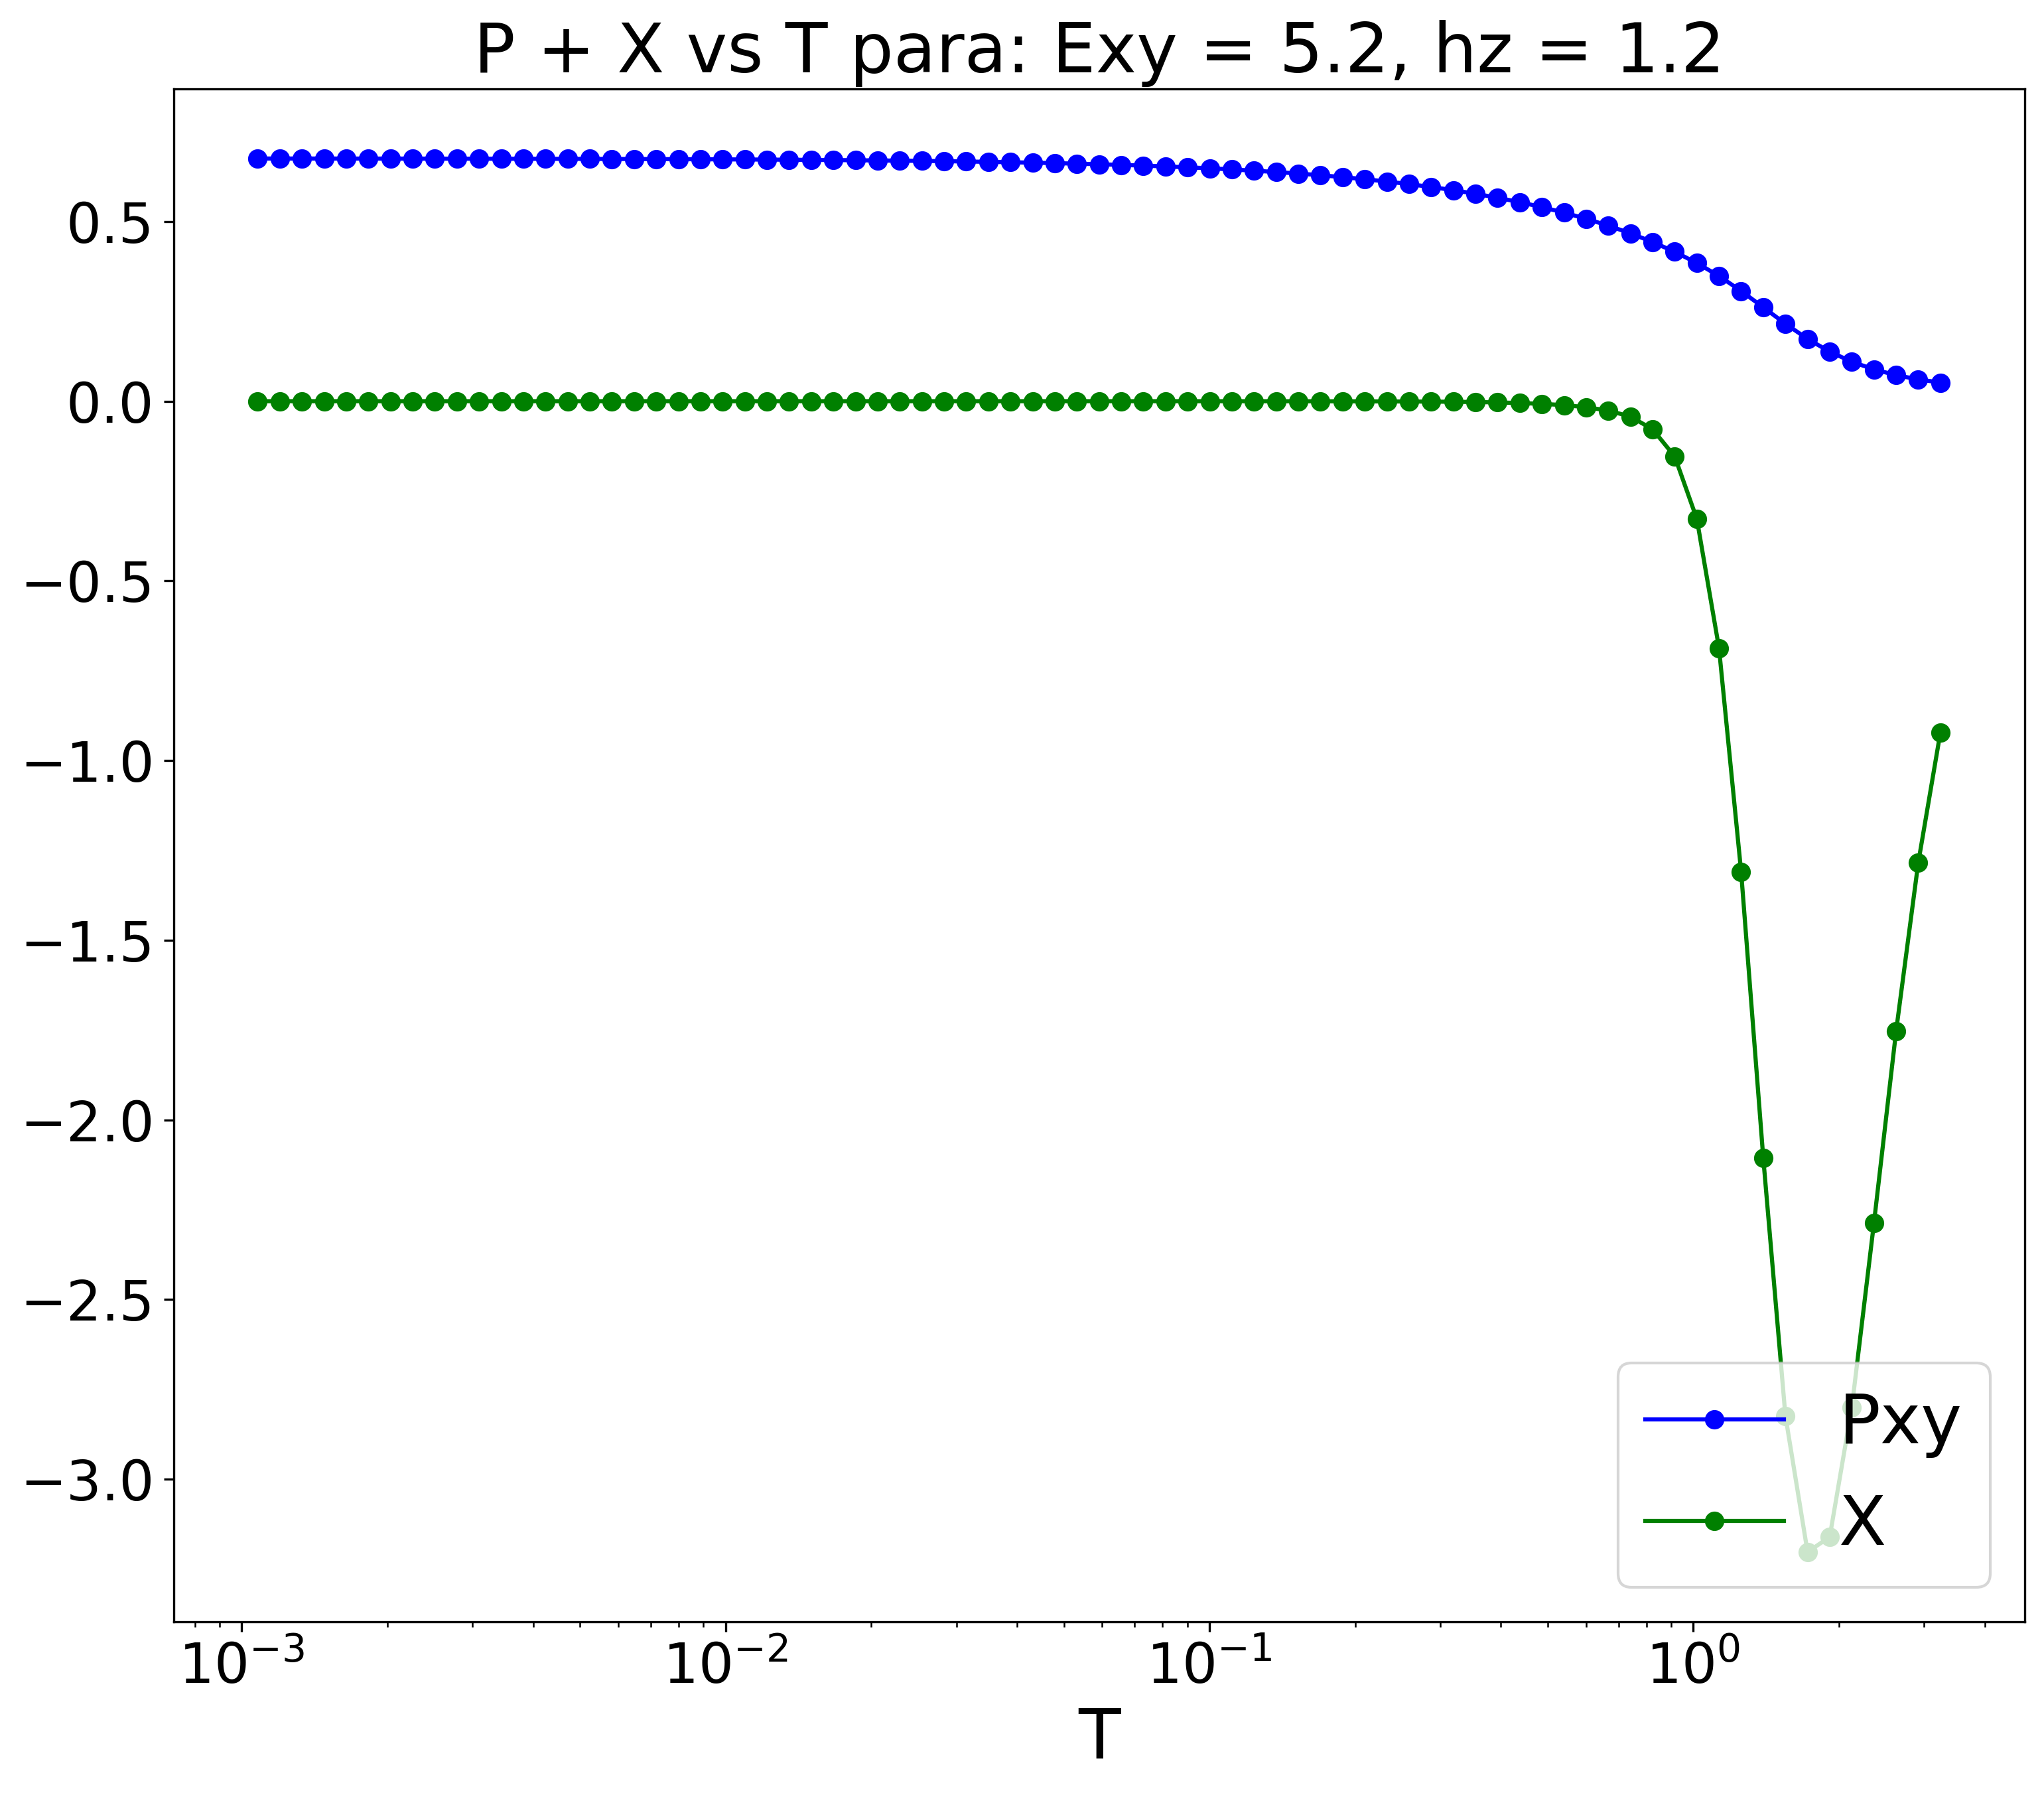 P + X vs T para: Exy = 5.2, hz = 1.2
0.5
0.0
−0.5
−1.0
−1.5
−2.0
−2.5
−3.0
Pxy
X
10⁻³ 10⁻² 10⁻¹ 10⁰
T